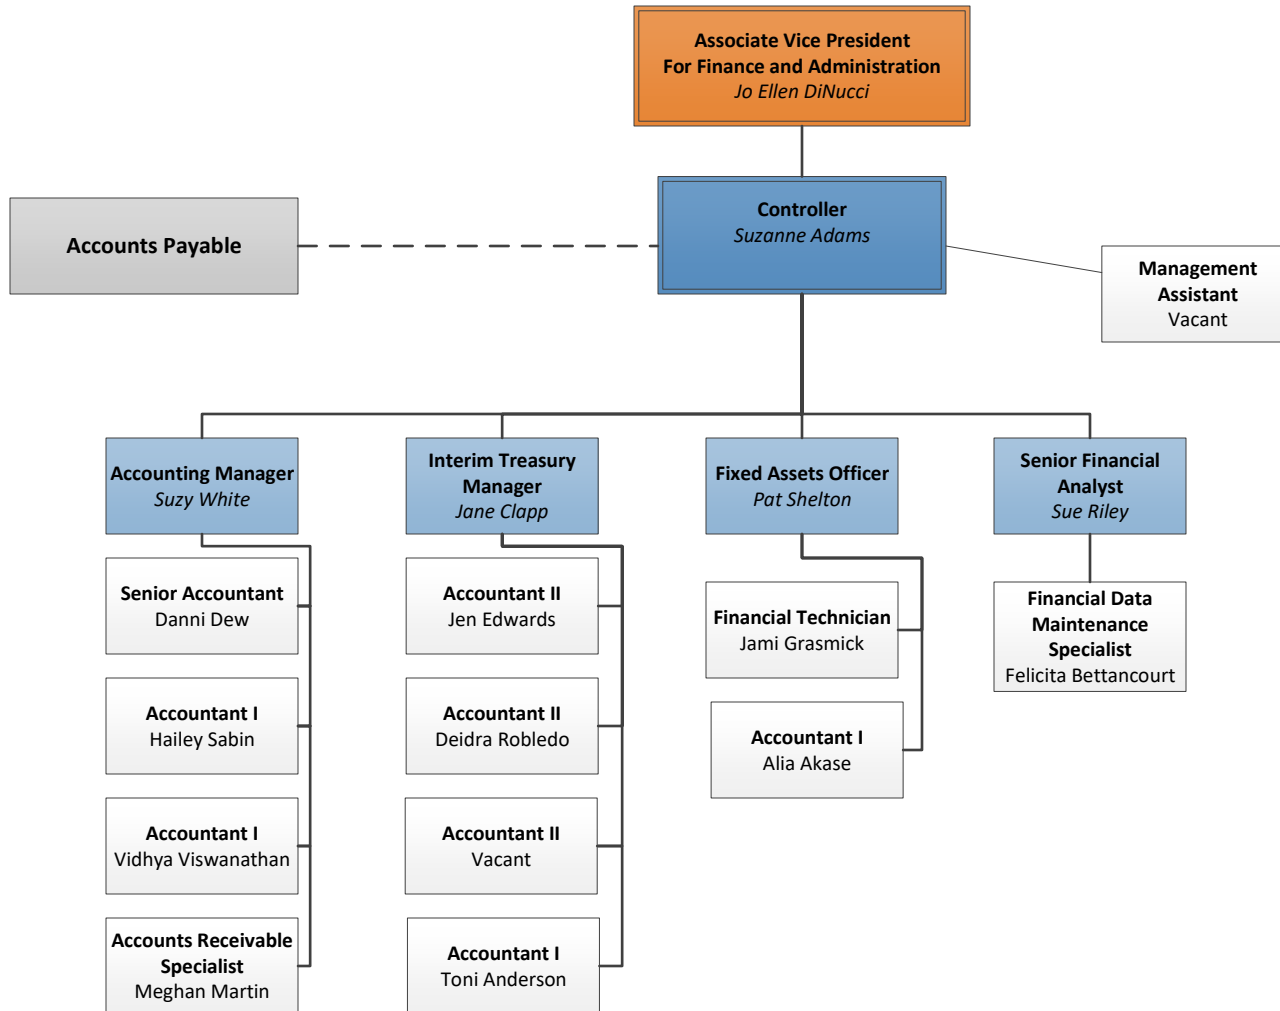 Associate Vice President
For Finance and Administration
Jo Ellen DiNucci
Controller
Suzanne Adams
Accounts Payable
Management
Assistant
Vacant
Accounting Manager
Suzy White
Interim Treasury
Manager
Jane Clapp
Fixed Assets Officer
Pat Shelton
Senior Financial
Analyst
Sue Riley
Senior Accountant
Danni Dew
Accountant I
Hailey Sabin
Accountant I
Vidhya Viswanathan
Accounts Receivable
Specialist
Meghan Martin
Accountant II
Jen Edwards
Accountant II
Deidra Robledo
Accountant II
Vacant
Accountant I
Toni Anderson
Financial Technician
Jami Grasmick
Accountant I
Alia Akase
Financial Data
Maintenance
Specialist
Felicita Bettancourt